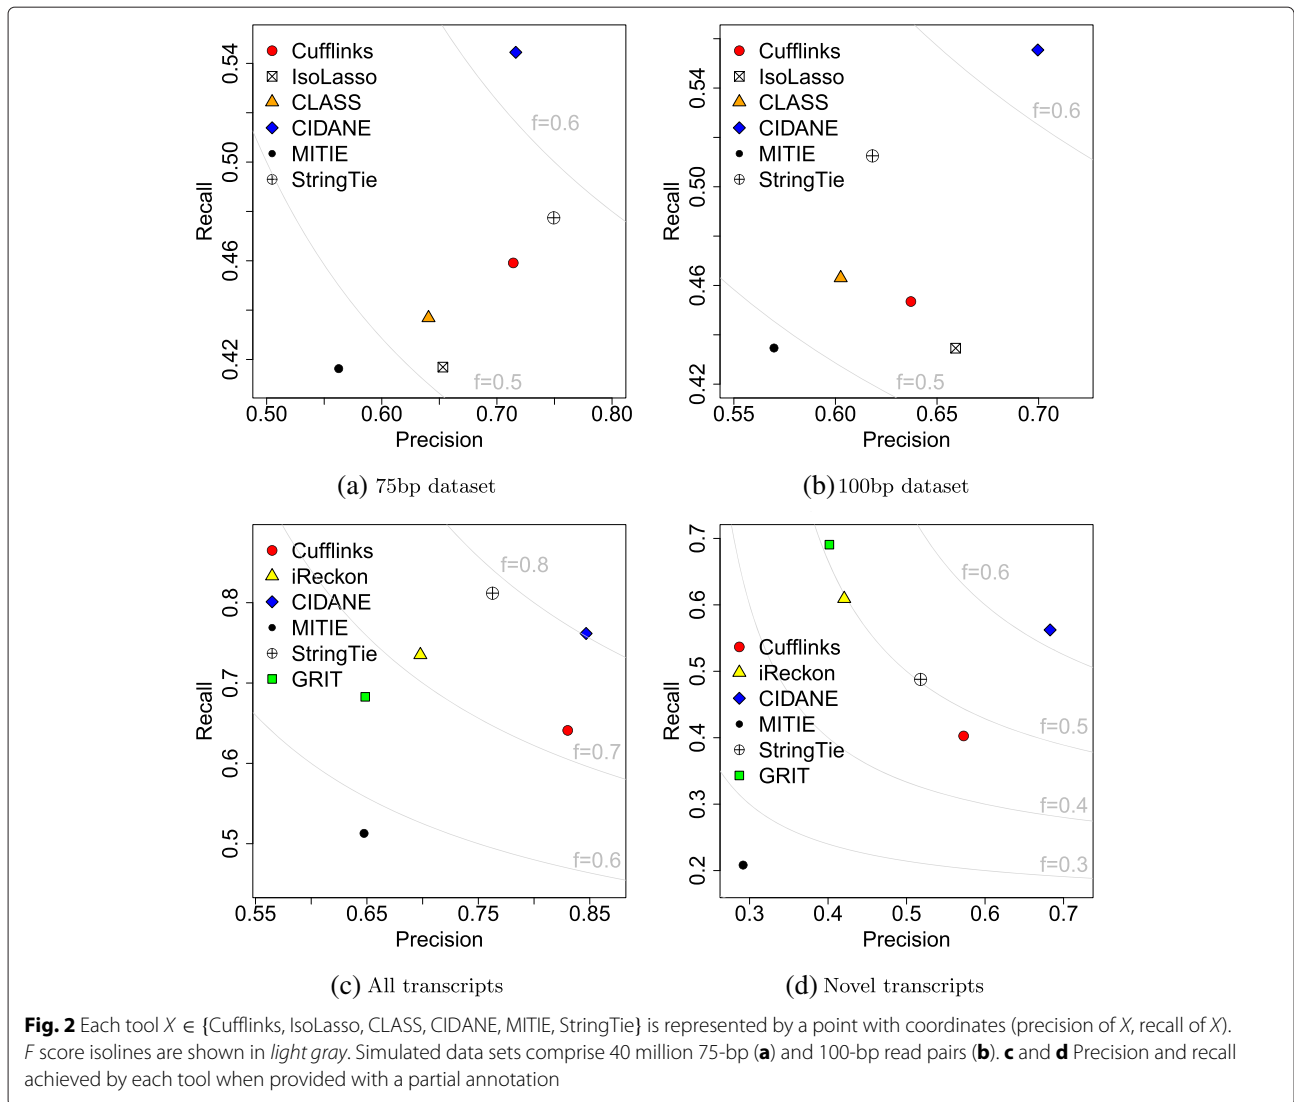 Cufflinks
IsoLasso
CLASS
CIDANE
MITIE
StringTie
f=0.6
f=0.5
0.54
0.50
0.46
0.42
Recall
0.50
0.60
0.70
0.80
Precision
(a) 75bp dataset
Cufflinks
IsoLasso
CLASS
CIDANE
MITIE
StringTie
f=0.6
f=0.5
0.54
0.50
0.46
0.42
Recall
0.55
0.60
0.65
0.70
Precision
(b) 100bp dataset
Cufflinks
iReckon
CIDANE
MITIE
StringTie
GRIT
f=0.8
f=0.7
f=0.6
0.8
0.7
0.6
0.5
Recall
0.55
0.65
0.75
0.85
Precision
(c) All transcripts
f=0.6
Cufflinks
iReckon
CIDANE
MITIE
StringTie
GRIT
f=0.5
f=0.4
f=0.3
0.7
0.6
0.5
0.4
0.3
0.2
Recall
0.3
0.4
0.5
0.6
0.7
Precision
(d) Novel transcripts
Fig. 2 Each tool X ∈ {Cufflinks, IsoLasso, CLASS, CIDANE, MITIE, StringTie} is represented by a point with coordinates (precision of X, recall of X).
F score isolines are shown in light gray. Simulated data sets comprise 40 million 75-bp (a) and 100-bp read pairs (b). c and d Precision and recall
achieved by each tool when provided with a partial annotation